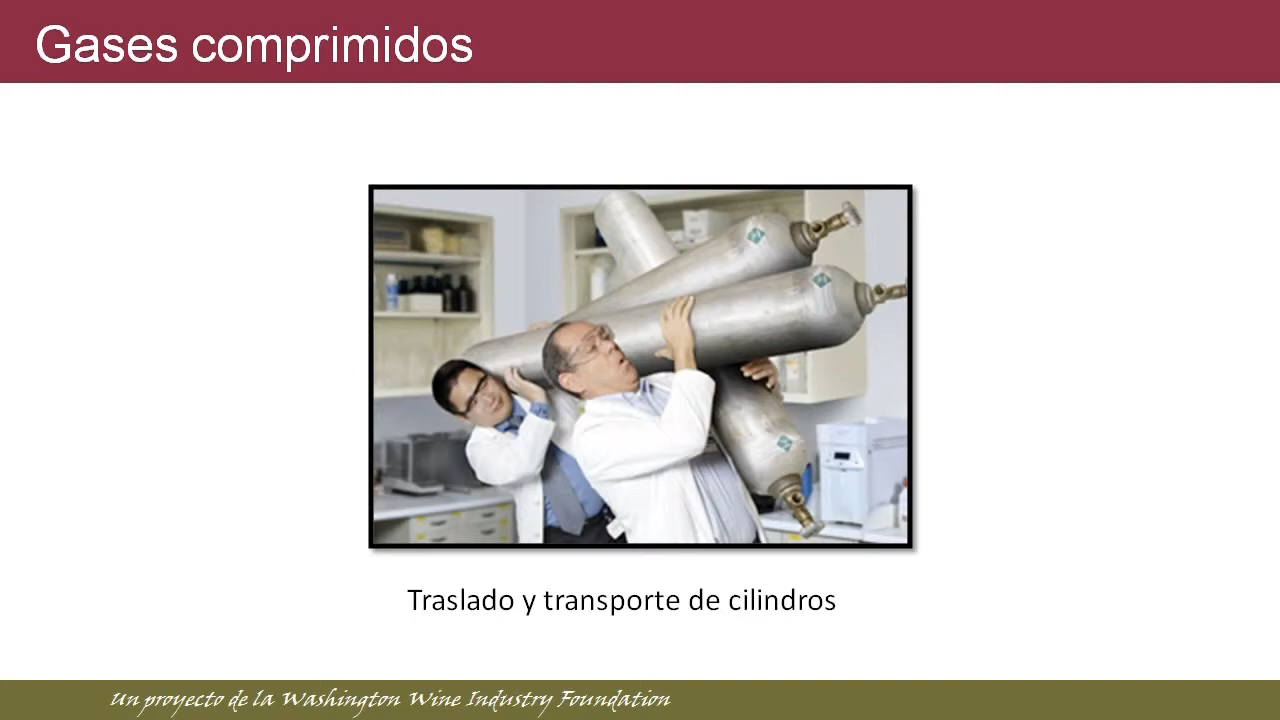 Gases comprimidos
Traslado y transporte de cilindros
Un proyecto de la Washington Wine Industry Foundation